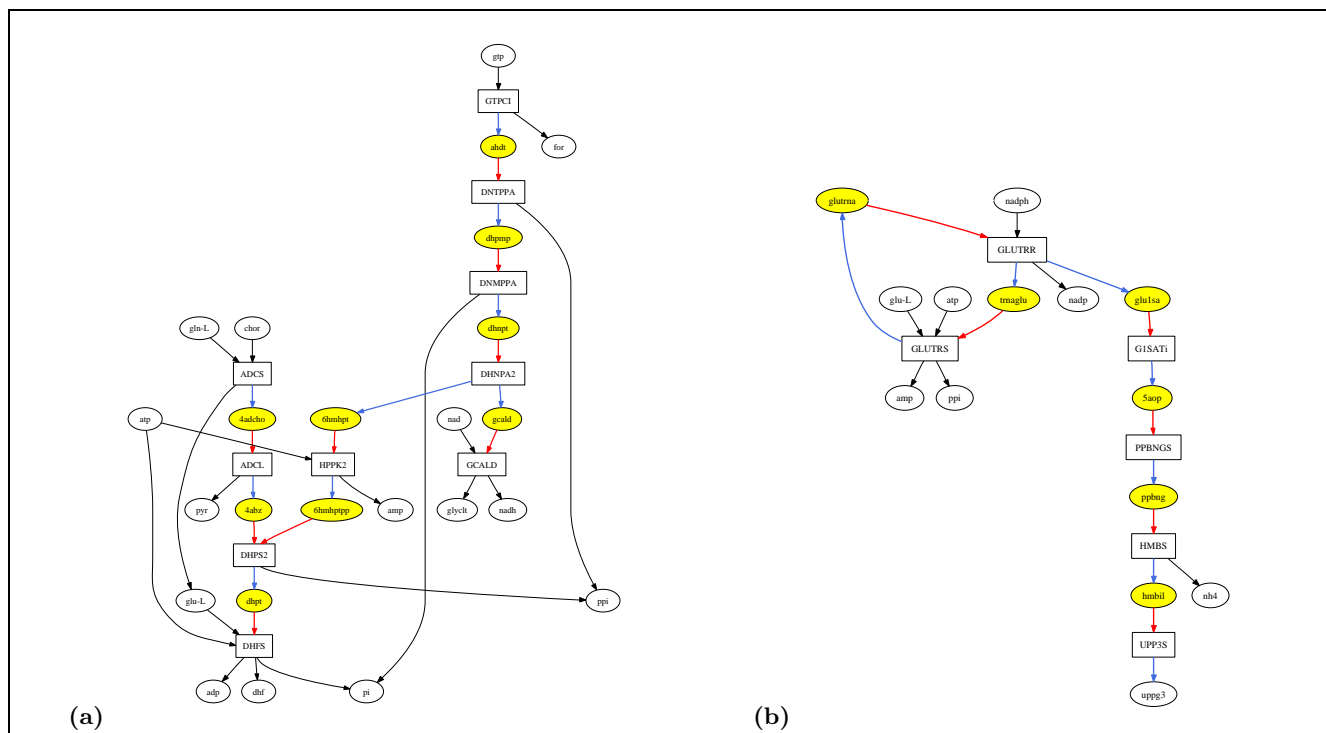 gtp
GTPCI
ahdt
for
DNTPPA
dhpmp
DNMPPA
gln-L
chor
dhnpt
ADCS
DHNPA2
atp
4adcho
6hmhpt
nad
gcald
ADCL
HPPK2
GCALD
pyr
4abz
6hmhptpp
amp
glyclt
nadh
DHPS2
glu-L
dhpt
ppi
DHFS
adp
dhf
pi
(a)
glutrna
nadph
GLUTRR
glu-L
atp
trnaglu
nadp
glu1sa
GLUTRS
G1SATi
amp
ppi
5aop
PPBNGS
ppbng
HMBS
hmbil
nh4
UPP3S
uppg3
(b)